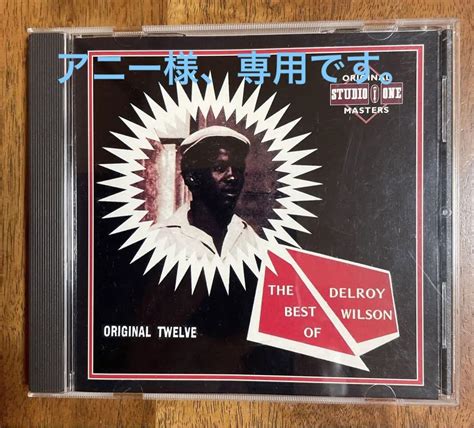 アニー様、専用です。
ORIGINAL
STUDIO ONE
MASTERS
THE BEST OF
DELROY WILSON
ORIGINAL TWELVE